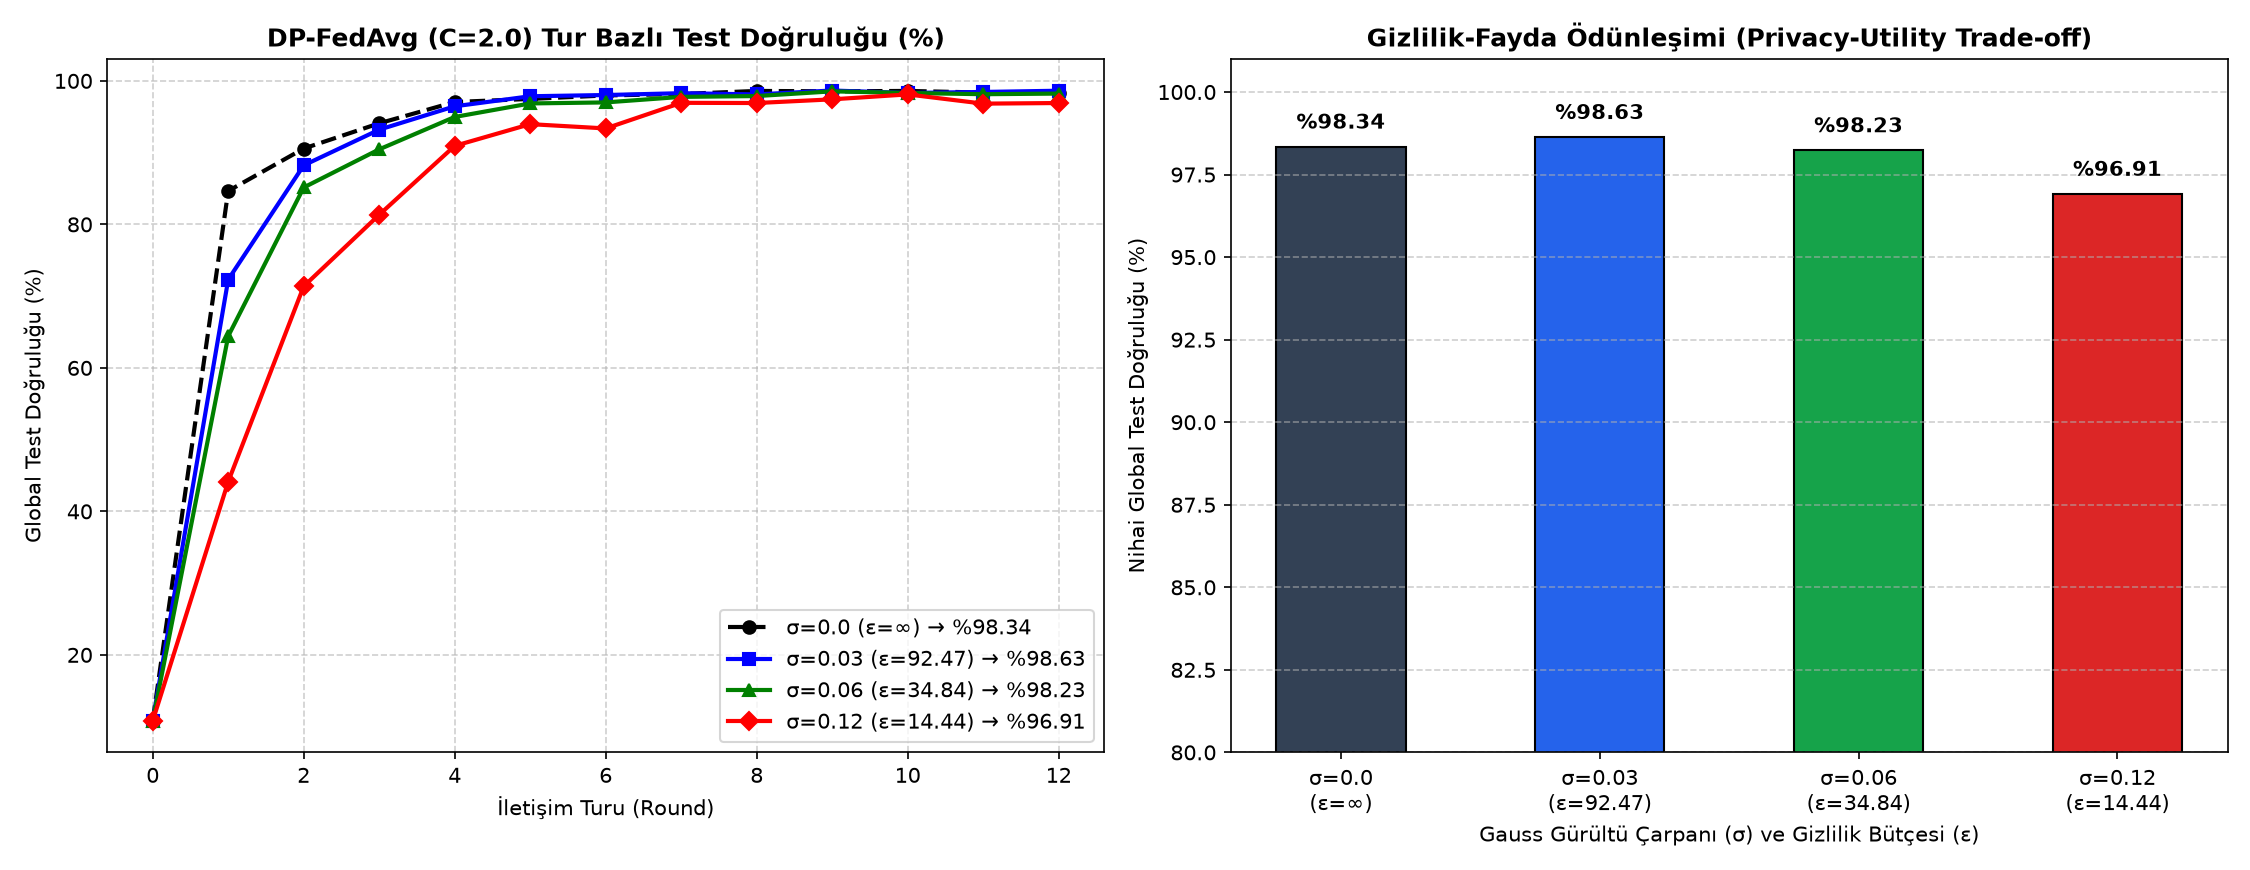 DP-FedAvg (C=2.0) Tur Bazlı Test Doğruluğu (%)
Global Test Doğruluğu (%)
100
80
60
40
20
0
2
4
6
8
10
12
İletişim Turu (Round)
σ=0.0 (ε=∞) → %98.34
σ=0.03 (ε=92.47) → %98.63
σ=0.06 (ε=34.84) → %98.23
σ=0.12 (ε=14.44) → %96.91
Gizlilik-Fayda Ödünleşimi (Privacy-Utility Trade-off)
Nihai Global Test Doğruluğu (%)
100.0
97.5
95.0
92.5
90.0
87.5
85.0
82.5
80.0
%98.34
%98.63
%98.23
%96.91
σ=0.0
(ε=∞)
σ=0.03
(ε=92.47)
σ=0.06
(ε=34.84)
σ=0.12
(ε=14.44)
Gauss Gürültü Çarpanı (σ) ve Gizlilik Bütçesi (ε)